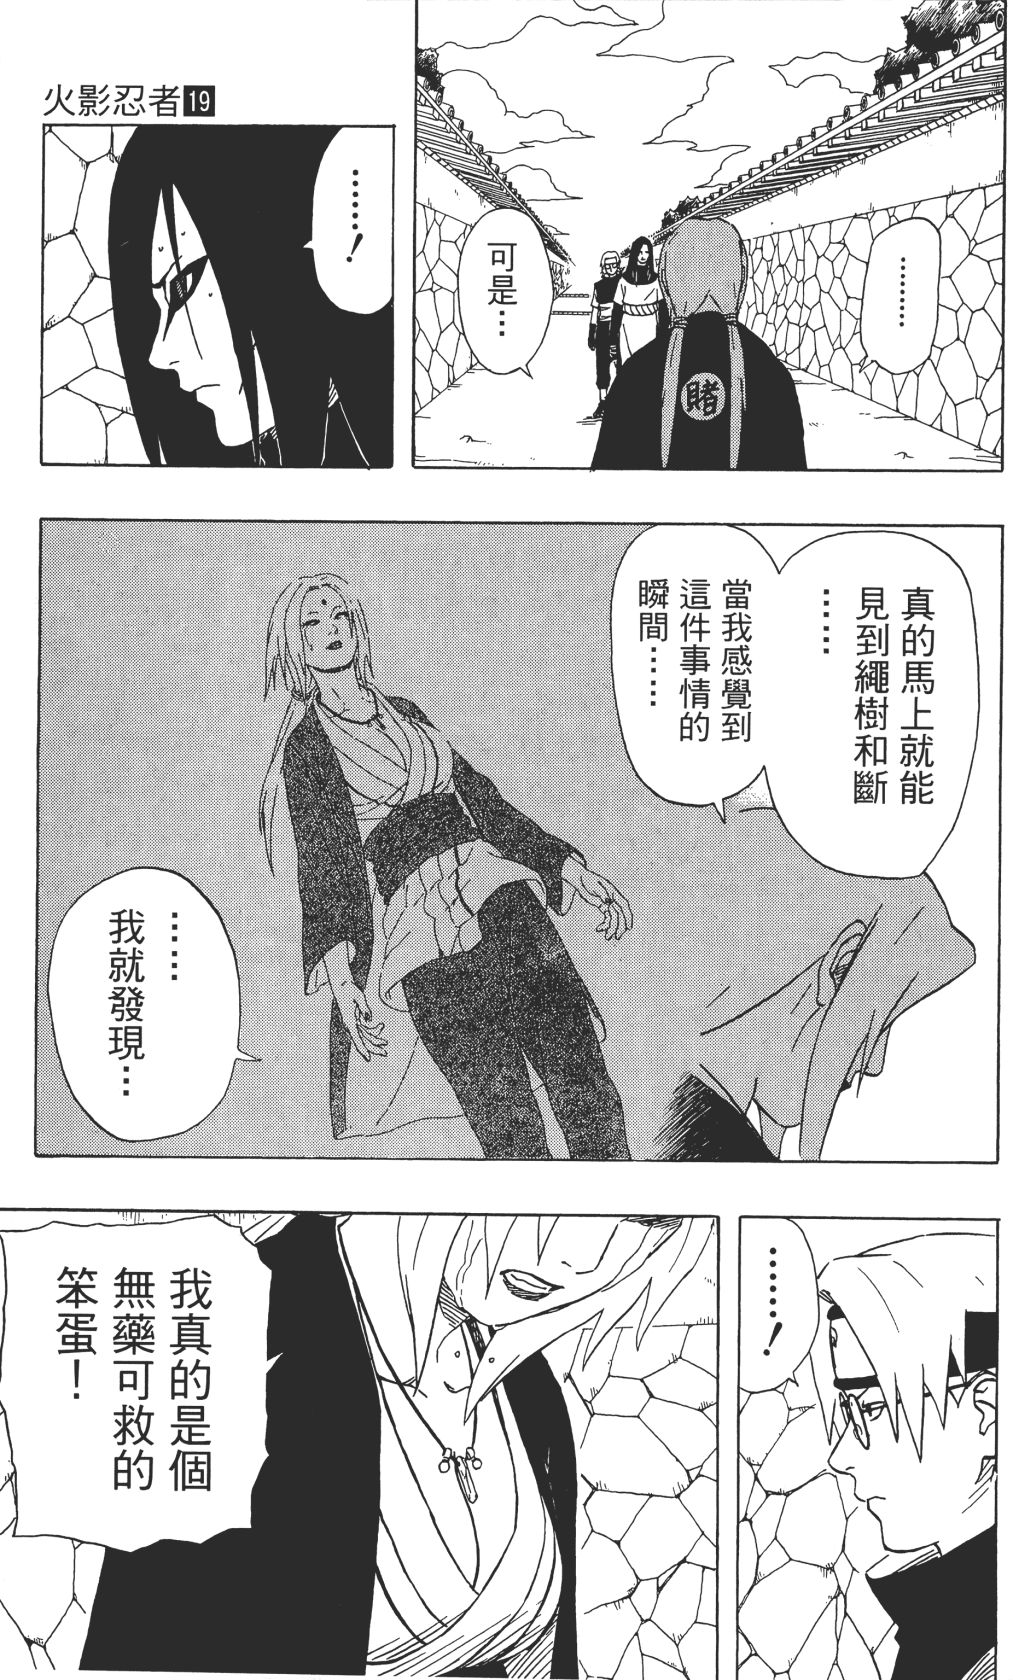 火影忍者19
………
可是…
……！
賭
真的馬上就能
見到繩樹和斷
……
當我感覺到
這件事情的
瞬間……
……
我就發現…
……！
我真的是個
無藥可救的
笨蛋！